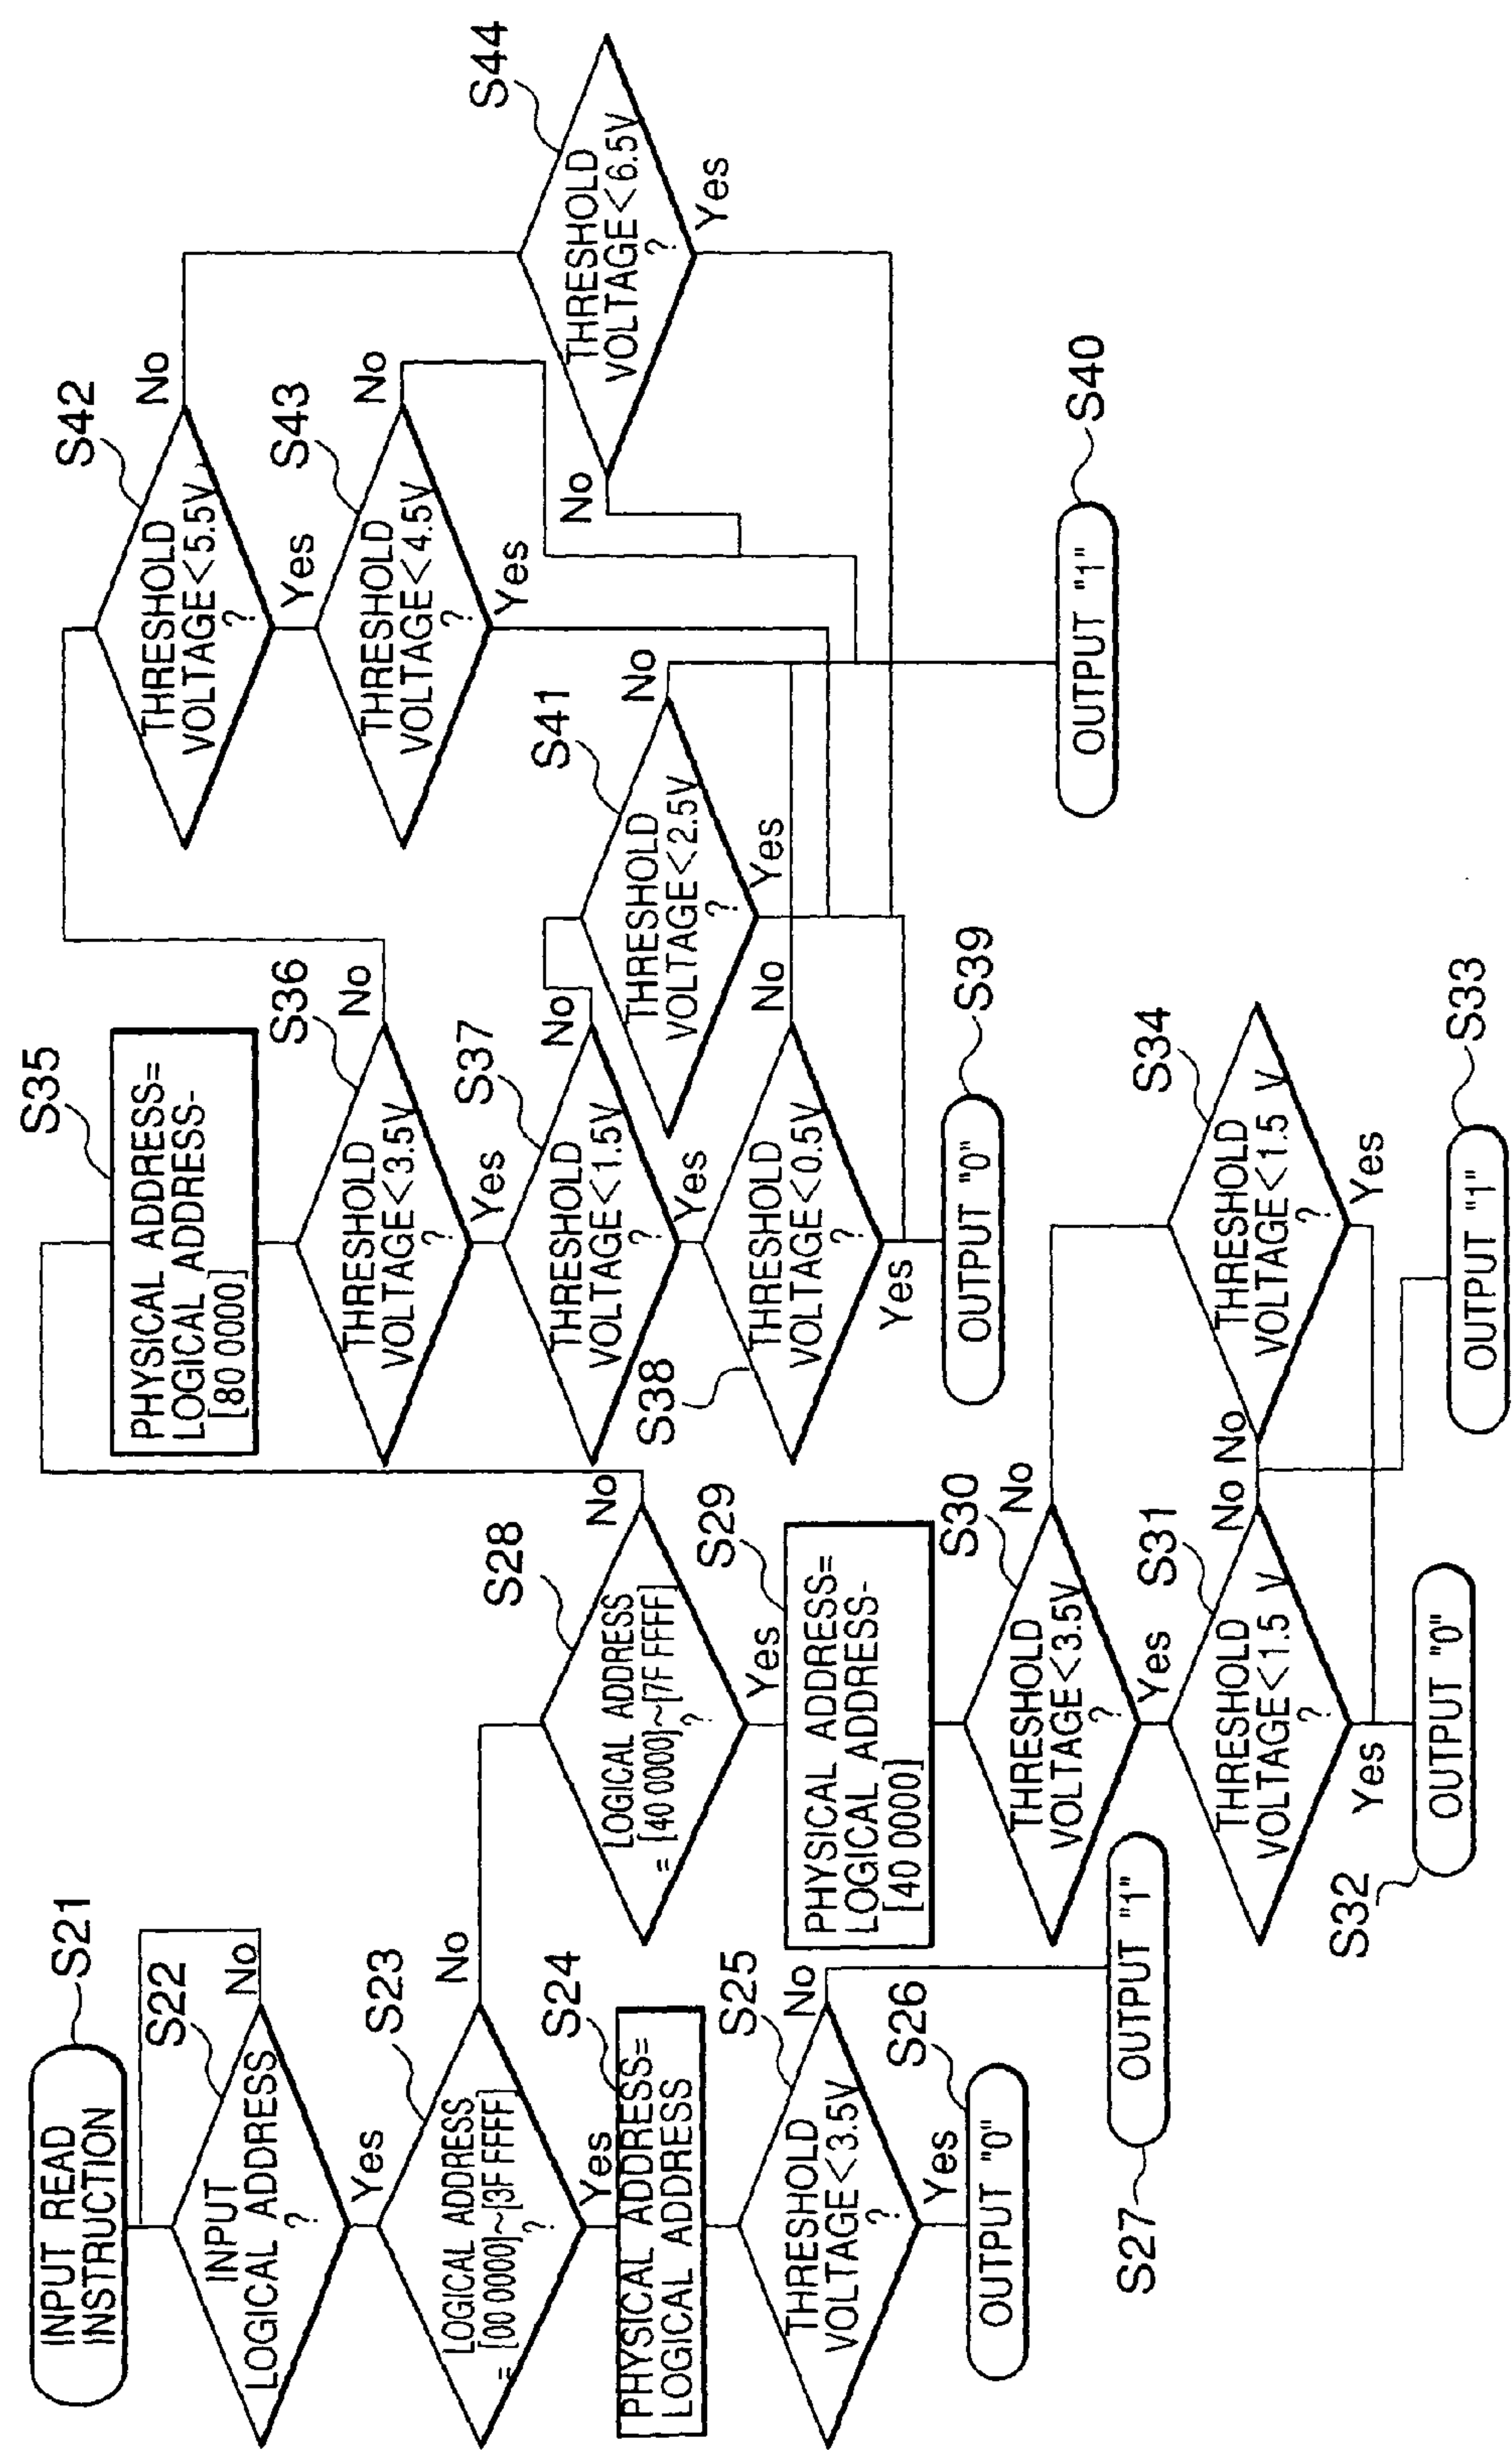 INPUT READ
INSTRUCTION
S21
INPUT
LOGICAL ADDRESS
?
S22
No
Yes
LOGICAL ADDRESS
= [00 0000]~[3F FFFF]
?
S23
No
Yes
PHYSICAL ADDRESS=
LOGICAL ADDRESS
S24
THRESHOLD
VOLTAGE<3.5V
?
S25
No
Yes
OUTPUT "0"
S26
OUTPUT "1"
S27
LOGICAL ADDRESS
= [40 0000]~[7F FFFF]
?
S28
No
Yes
PHYSICAL ADDRESS=
LOGICAL ADDRESS-
[40 0000]
S29
THRESHOLD
VOLTAGE<3.5V
?
S30
No
Yes
THRESHOLD
VOLTAGE<1.5 V
?
S31
No
Yes
OUTPUT "0"
S32
OUTPUT "1"
S33
THRESHOLD
VOLTAGE<1.5 V
?
S34
No
Yes
PHYSICAL ADDRESS=
LOGICAL ADDRESS-
[80 0000]
S35
THRESHOLD
VOLTAGE<3.5V
?
S36
No
Yes
THRESHOLD
VOLTAGE<1.5V
?
S37
No
Yes
THRESHOLD
VOLTAGE<0.5V
?
S38
No
Yes
OUTPUT "0"
S39
OUTPUT "1"
S40
THRESHOLD
VOLTAGE<2.5V
?
S41
No
Yes
THRESHOLD
VOLTAGE<5.5V
?
S42
No
Yes
THRESHOLD
VOLTAGE<4.5V
?
S43
No
Yes
THRESHOLD
VOLTAGE<6.5V
?
S44
No
Yes